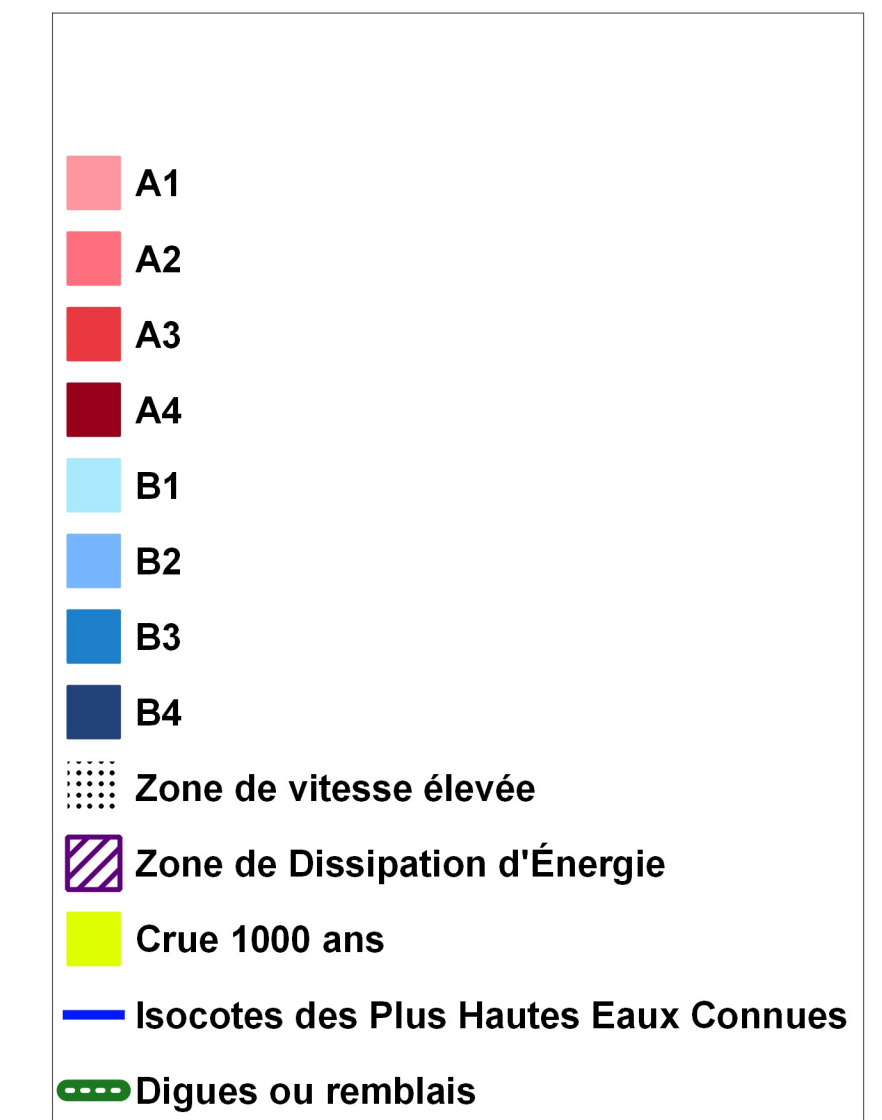 A1
A2
A3
A4
B1
B2
B3
B4
Zone de vitesse élevée
Zone de Dissipation d'Énergie
Crue 1000 ans
Isocotes des Plus Hautes Eaux Connues
Digues ou remblais